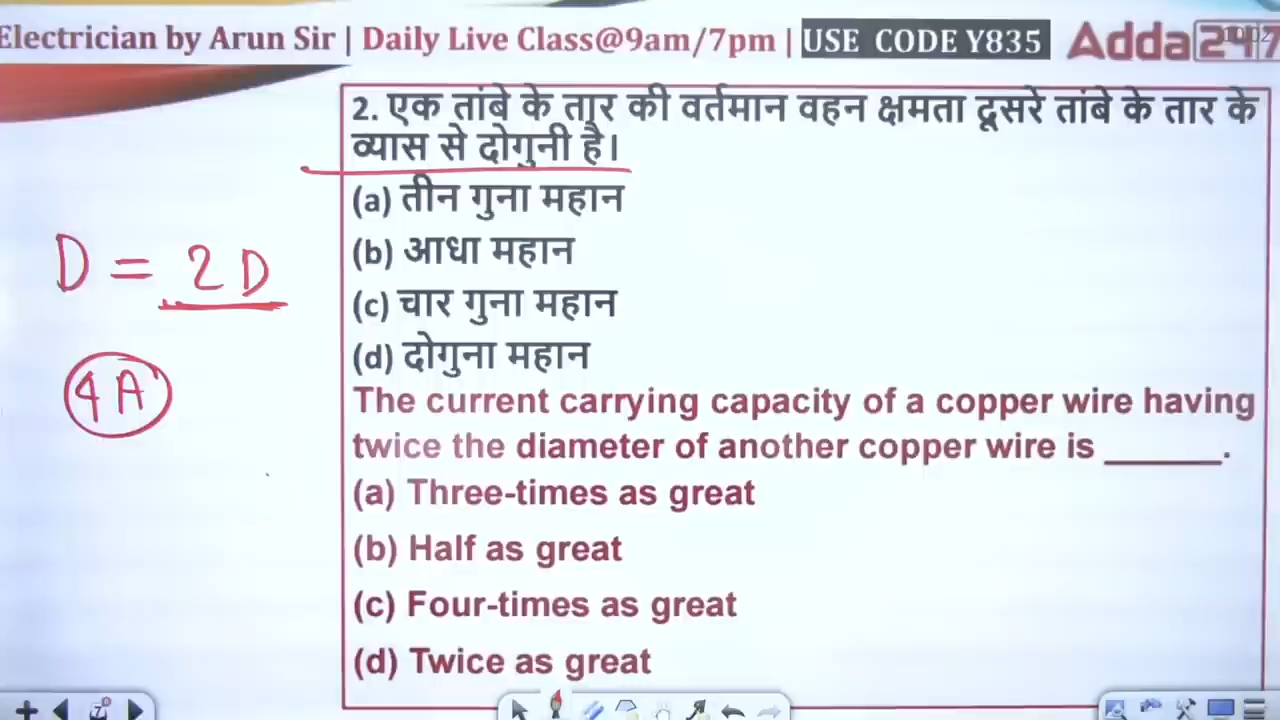 Electrician by Arun Sir | Daily Live Class@9am/7pm | USE CODE Y835 Adda247
2. एक तांबे के तार की वर्तमान वहन क्षमता दूसरे तांबे के तार के
व्यास से दोगुनी है।
(a) तीन गुना महान
(b) आधा महान
(c) चार गुना महान
(d) दोगुना महान
D = 2D
4A
The current carrying capacity of a copper wire having
twice the diameter of another copper wire is ______.
(a) Three-times as great
(b) Half as great
(c) Four-times as great
(d) Twice as great